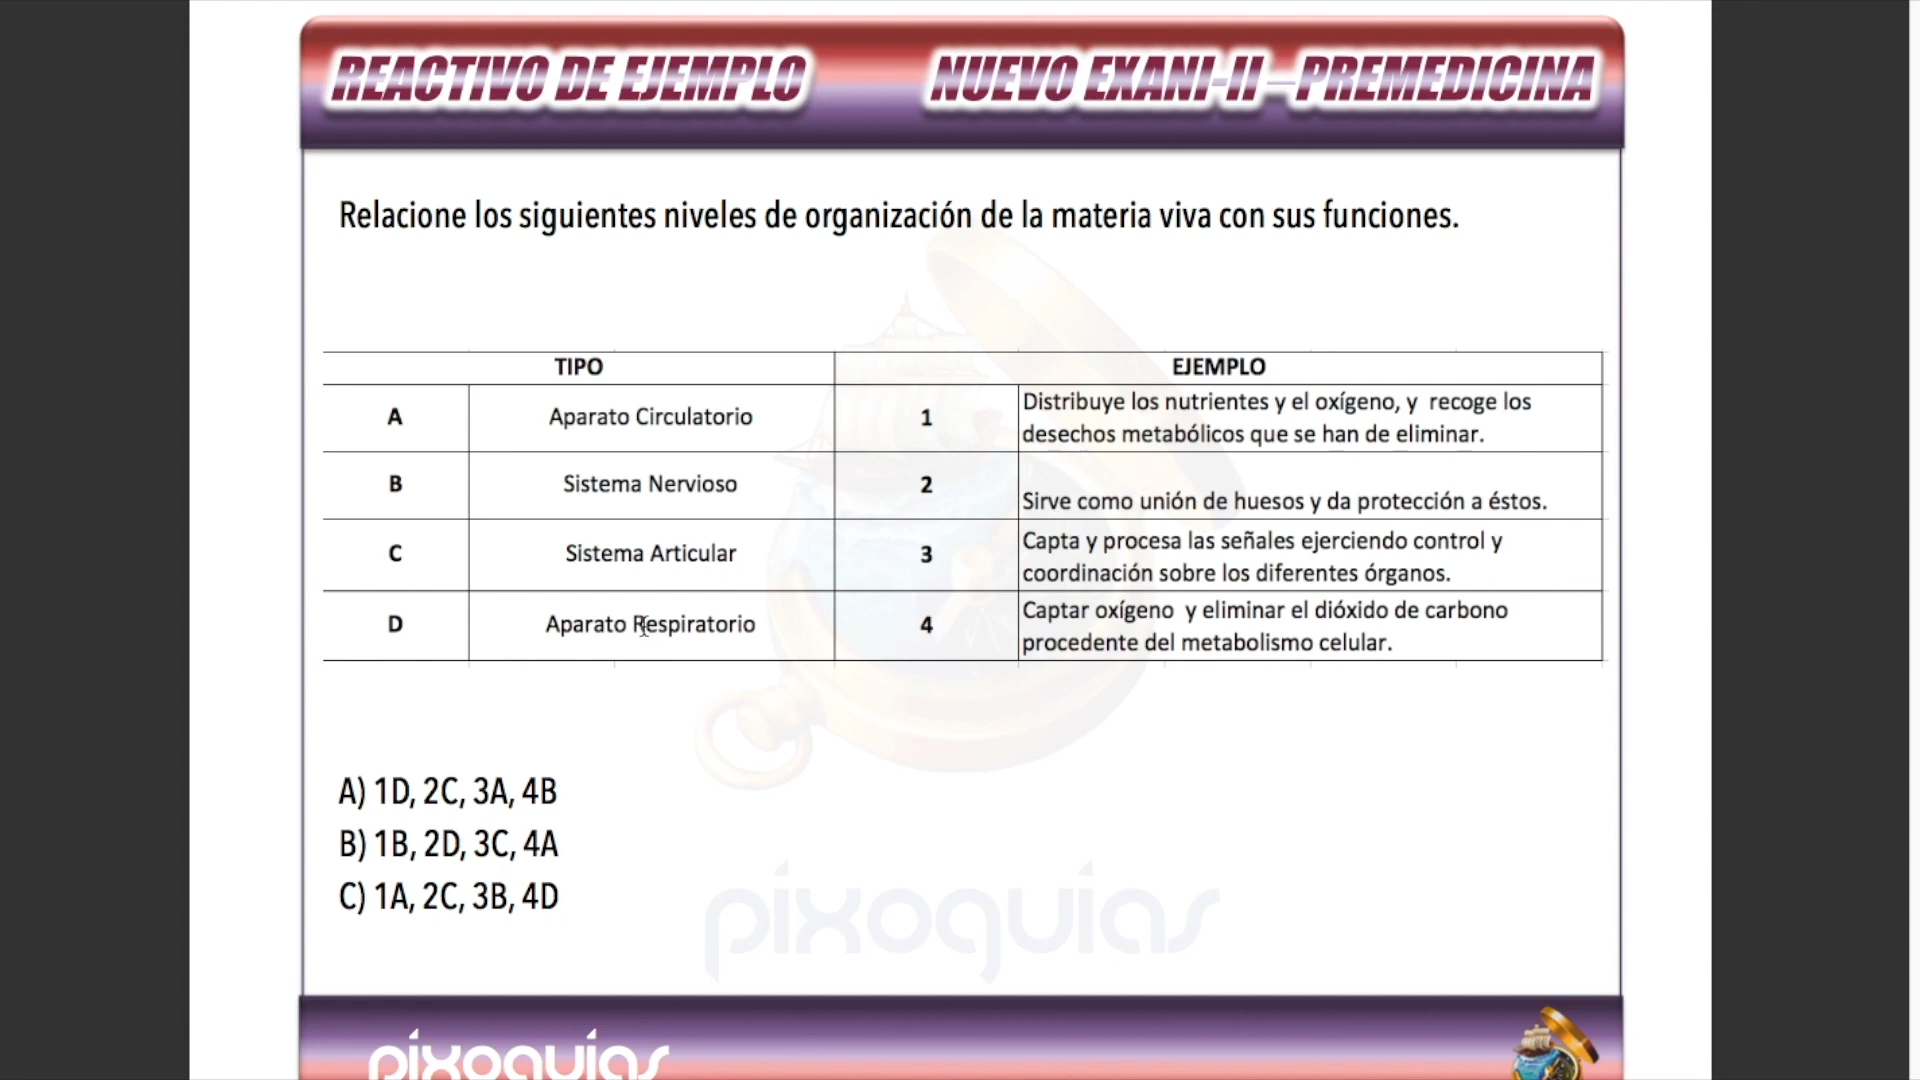 REACTIVO DE EJEMPLO NUEVO EXANI-II – PREMEDICINA
Relacione los siguientes niveles de organización de la materia viva con sus funciones.
TIPO EJEMPLO
A Aparato Circulatorio 1 Distribuye los nutrientes y el oxígeno, y recoge los
desechos metabólicos que se han de eliminar.
B Sistema Nervioso 2 Sirve como unión de huesos y da protección a éstos.
C Sistema Articular 3 Capta y procesa las señales ejerciendo control y
coordinación sobre los diferentes órganos.
D Aparato Respiratorio 4 Captar oxígeno y eliminar el dióxido de carbono
procedente del metabolismo celular.
A) 1D, 2C, 3A, 4B
B) 1B, 2D, 3C, 4A
C) 1A, 2C, 3B, 4D
pixoguías
pixoguías